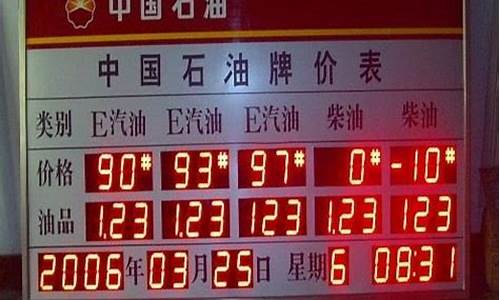 中国石油
中国石油牌价表
类别 E汽油 E汽油 E汽油 柴油 柴油
价格 90# 93# 97# 0# -10#
油品 1.23 1.23 123 1.23 123
2006年03月25日 星期6 08:31